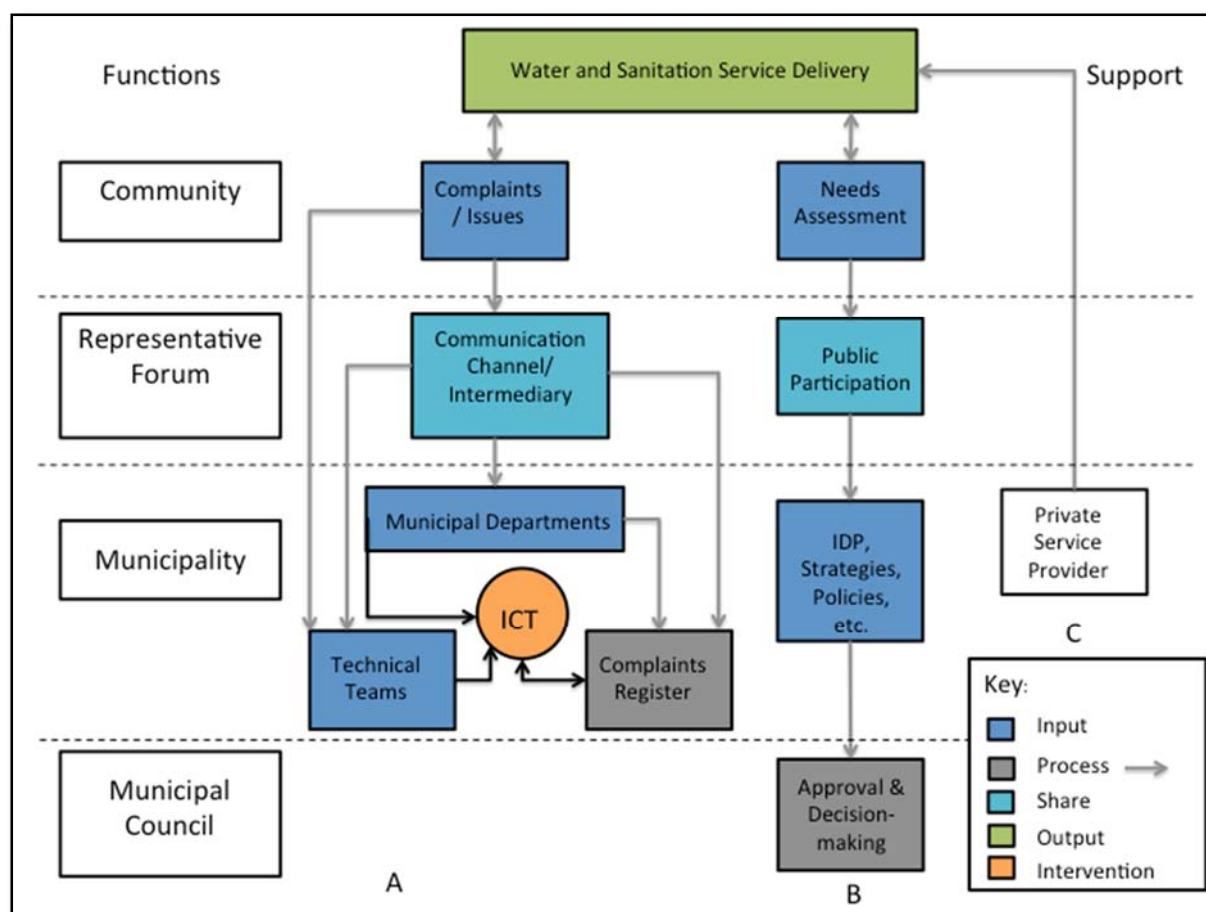 Functions
Water and Sanitation Service Delivery
Support
Community
Complaints
/ Issues
Needs
Assessment
Representative
Forum
Communication
Channel/
Intermediary
Public
Participation
Municipality
Municipal Departments
ICT
Technical
Teams
Complaints
Register
IDP,
Strategies,
Policies,
etc.
Private
Service
Provider
C
Municipal
Council
Approval &
Decision-
making
A
B
Key:
Input
Process
Share
Output
Intervention